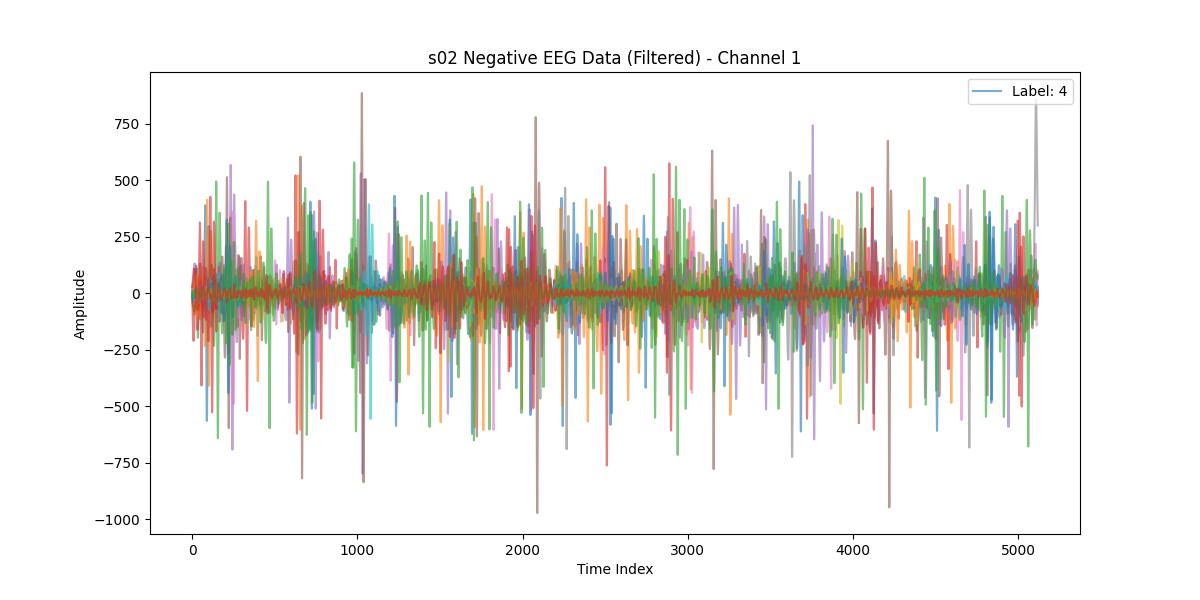 s02 Negative EEG Data (Filtered) - Channel 1
Label: 4
Amplitude
750
500
250
0
−250
−500
−750
−1000
0 1000 2000 3000 4000 5000
Time Index